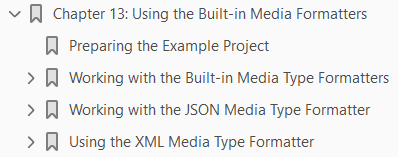 Chapter 13: Using the Built-in Media Formatters
Preparing the Example Project
Working with the Built-in Media Type Formatters
Working with the JSON Media Type Formatter
Using the XML Media Type Formatter